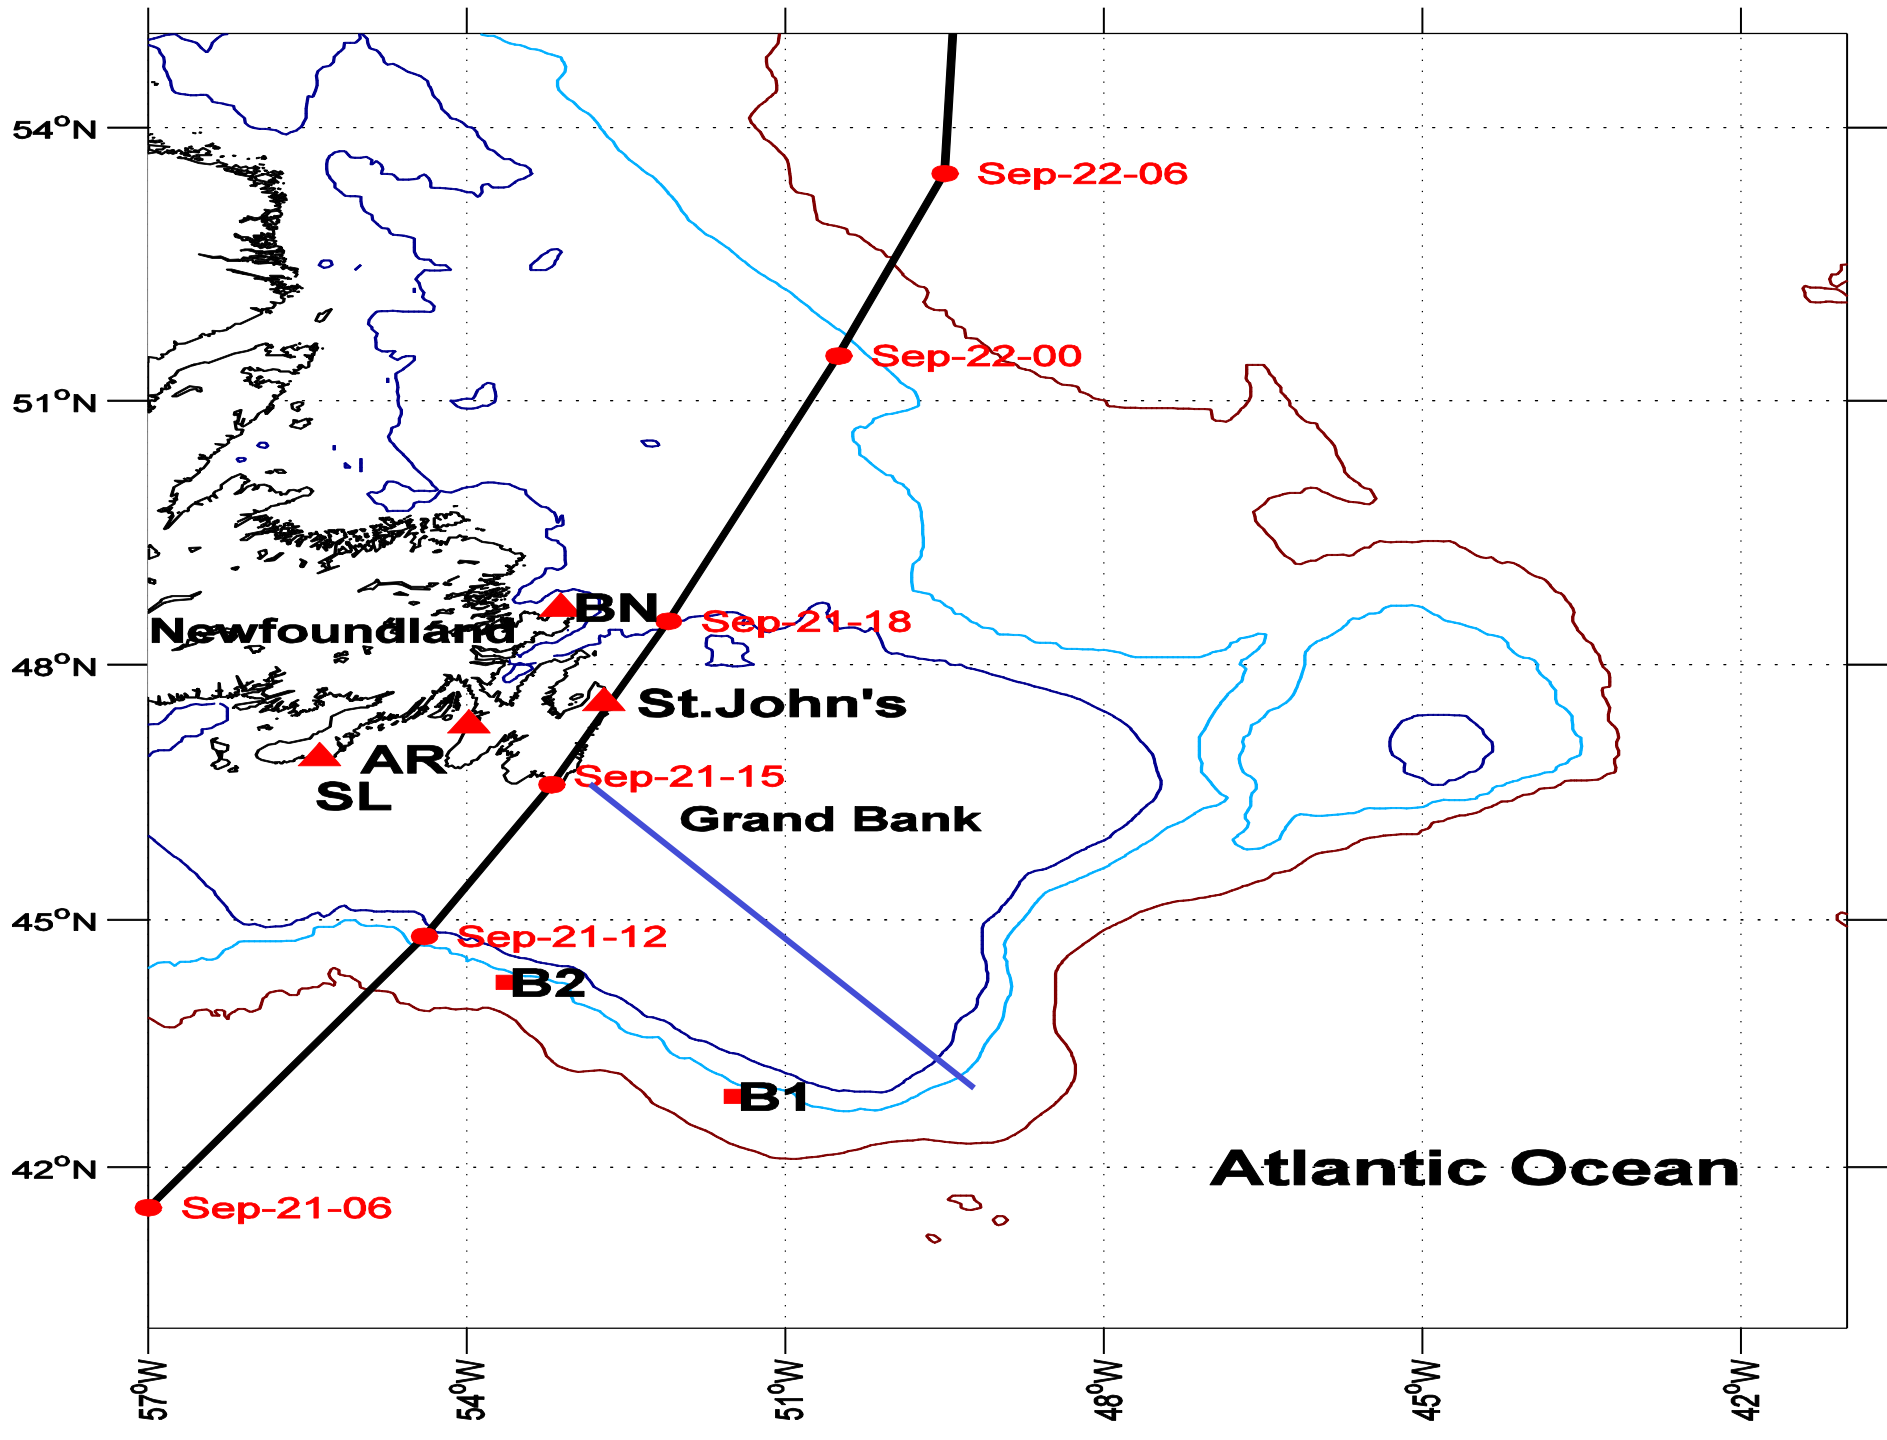 54°N
Sep-22-06
Sep-22-00
51°N
BN
Sep-21-18
Newfoundland
48°N
St.John's
AR
Sep-21-15
SL
Grand Bank
45°N
Sep-21-12
B2
B1
42°N
Atlantic Ocean
Sep-21-06
57°W
54°W
51°W
48°W
45°W
42°W